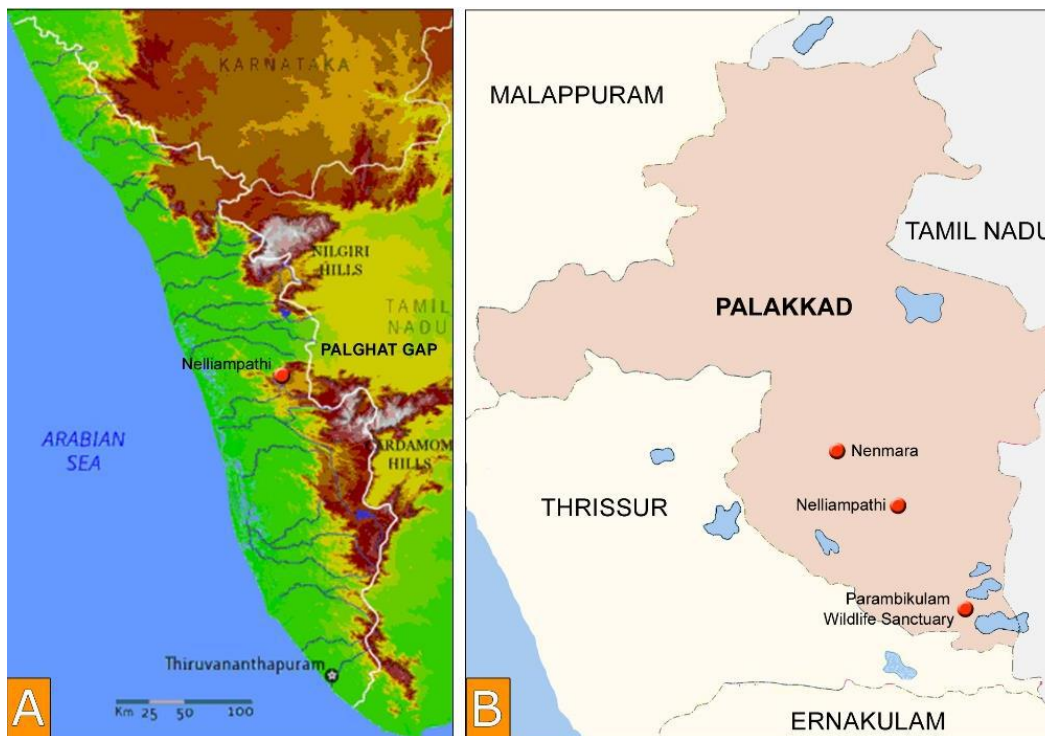 KARNATAKA
NILGIRI
HILLS
TAMIL
NADU
PALGHAT GAP
Nelliampathi
ARABIAN
SEA
ARDAMOM
HILLS
Thiruvananthapuram
Km 25 50 100
A
MALAPPURAM
TAMIL NADU
PALAKKAD
Nenmara
Nelliampathi
THRISSUR
Parambikulam
Wildlife Sanctuary
ERNAKULAM
B